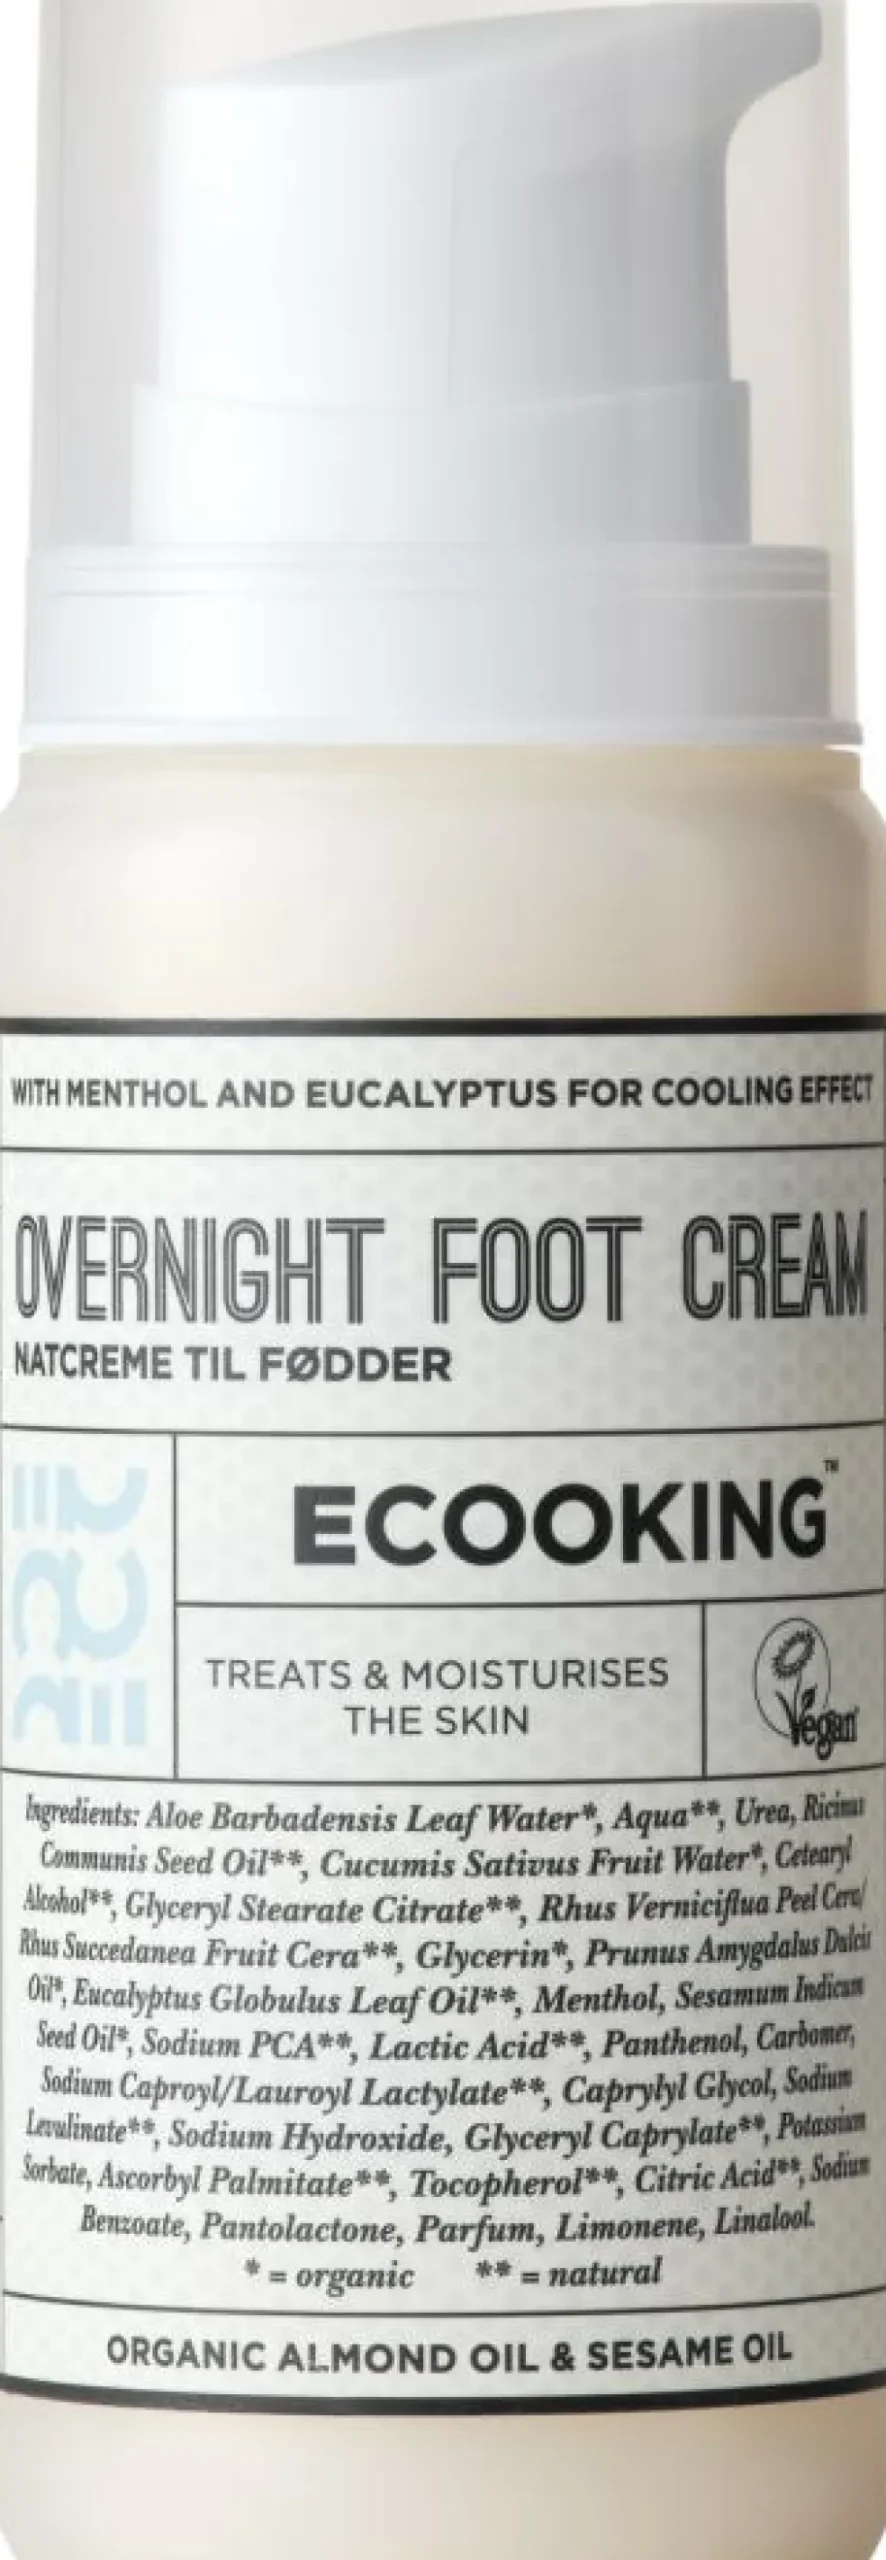 WITH MENTHOL AND EUCALYPTUS FOR COOLING EFFECT
OVERNIGHT FOOT CREAM
NATCREME TIL FØDDER
ECOOKING™
TREATS & MOISTURISES
THE SKIN
Vegan
Ingredients: Aloe Barbadensis Leaf Water*, Aqua**, Urea, Ricinus
Communis Seed Oil**, Cucumis Sativus Fruit Water*, Cetearyl
Alcohol**, Glyceryl Stearate Citrate**, Rhus Verniciflua Peel Cera/
Rhus Succedanea Fruit Cera**, Glycerin*, Prunus Amygdalus Dulcis
Oil*, Eucalyptus Globulus Leaf Oil**, Menthol, Sesamum Indicum
Seed Oil*, Sodium PCA**, Lactic Acid**, Panthenol, Carbomer,
Sodium Caproyl/Lauroyl Lactylate**, Caprylyl Glycol, Sodium
Levulinate**, Sodium Hydroxide, Glyceryl Caprylate**, Potassium
Sorbate, Ascorbyl Palmitate**, Tocopherol**, Citric Acid**, Sodium
Benzoate, Pantolactone, Parfum, Limonene, Linalool.
* = organic ** = natural
ORGANIC ALMOND OIL & SESAME OIL